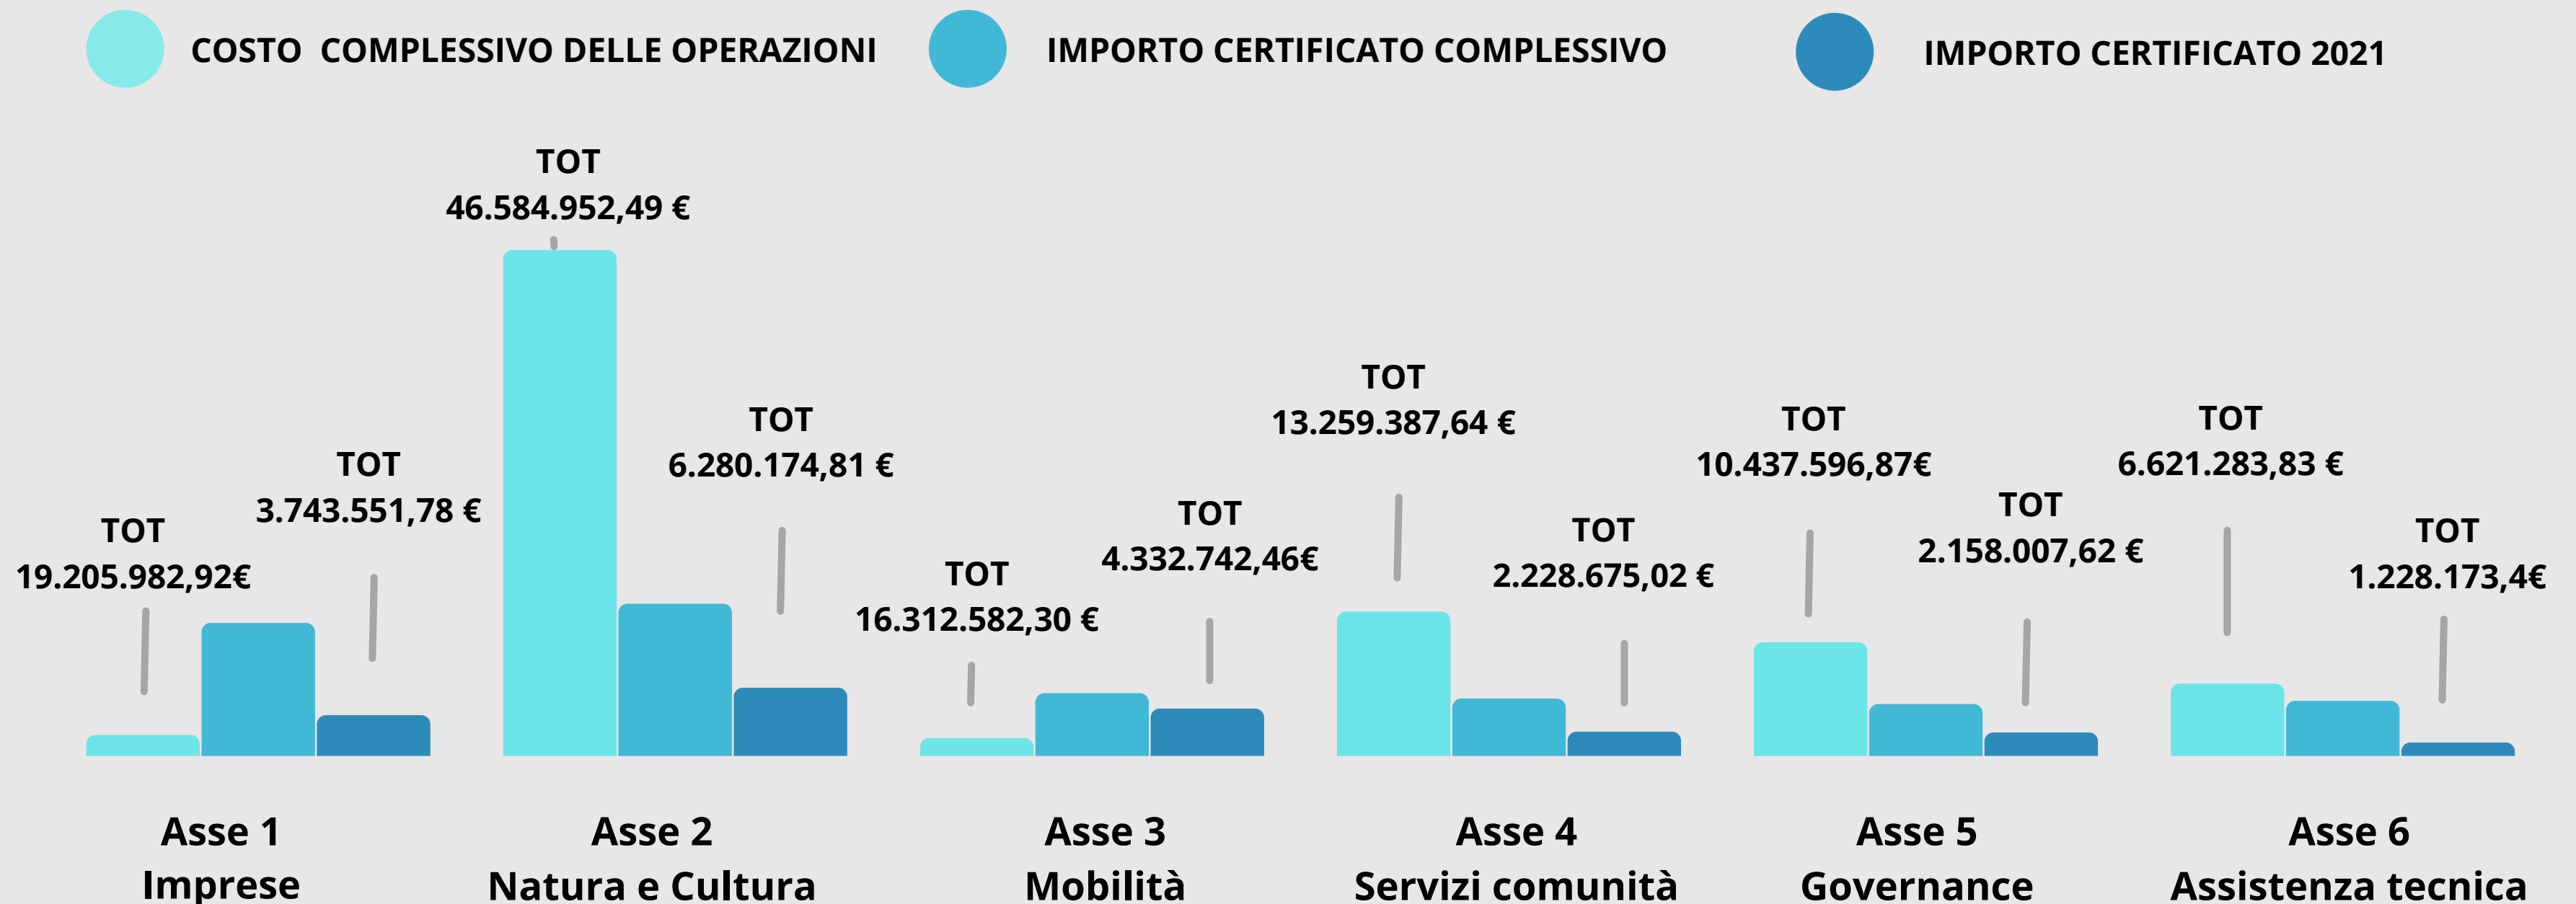 COSTO COMPLESSIVO DELLE OPERAZIONI
IMPORTO CERTIFICATO COMPLESSIVO
IMPORTO CERTIFICATO 2021
TOT
19.205.982,92€
TOT
3.743.551,78 €
TOT
46.584.952,49 €
TOT
6.280.174,81 €
TOT
16.312.582,30 €
TOT
4.332.742,46€
TOT
13.259.387,64 €
TOT
2.228.675,02 €
TOT
10.437.596,87€
TOT
2.158.007,62 €
TOT
6.621.283,83 €
TOT
1.228.173,4€
Asse 1
Imprese
Asse 2
Natura e Cultura
Asse 3
Mobilità
Asse 4
Servizi comunità
Asse 5
Governance
Asse 6
Assistenza tecnica